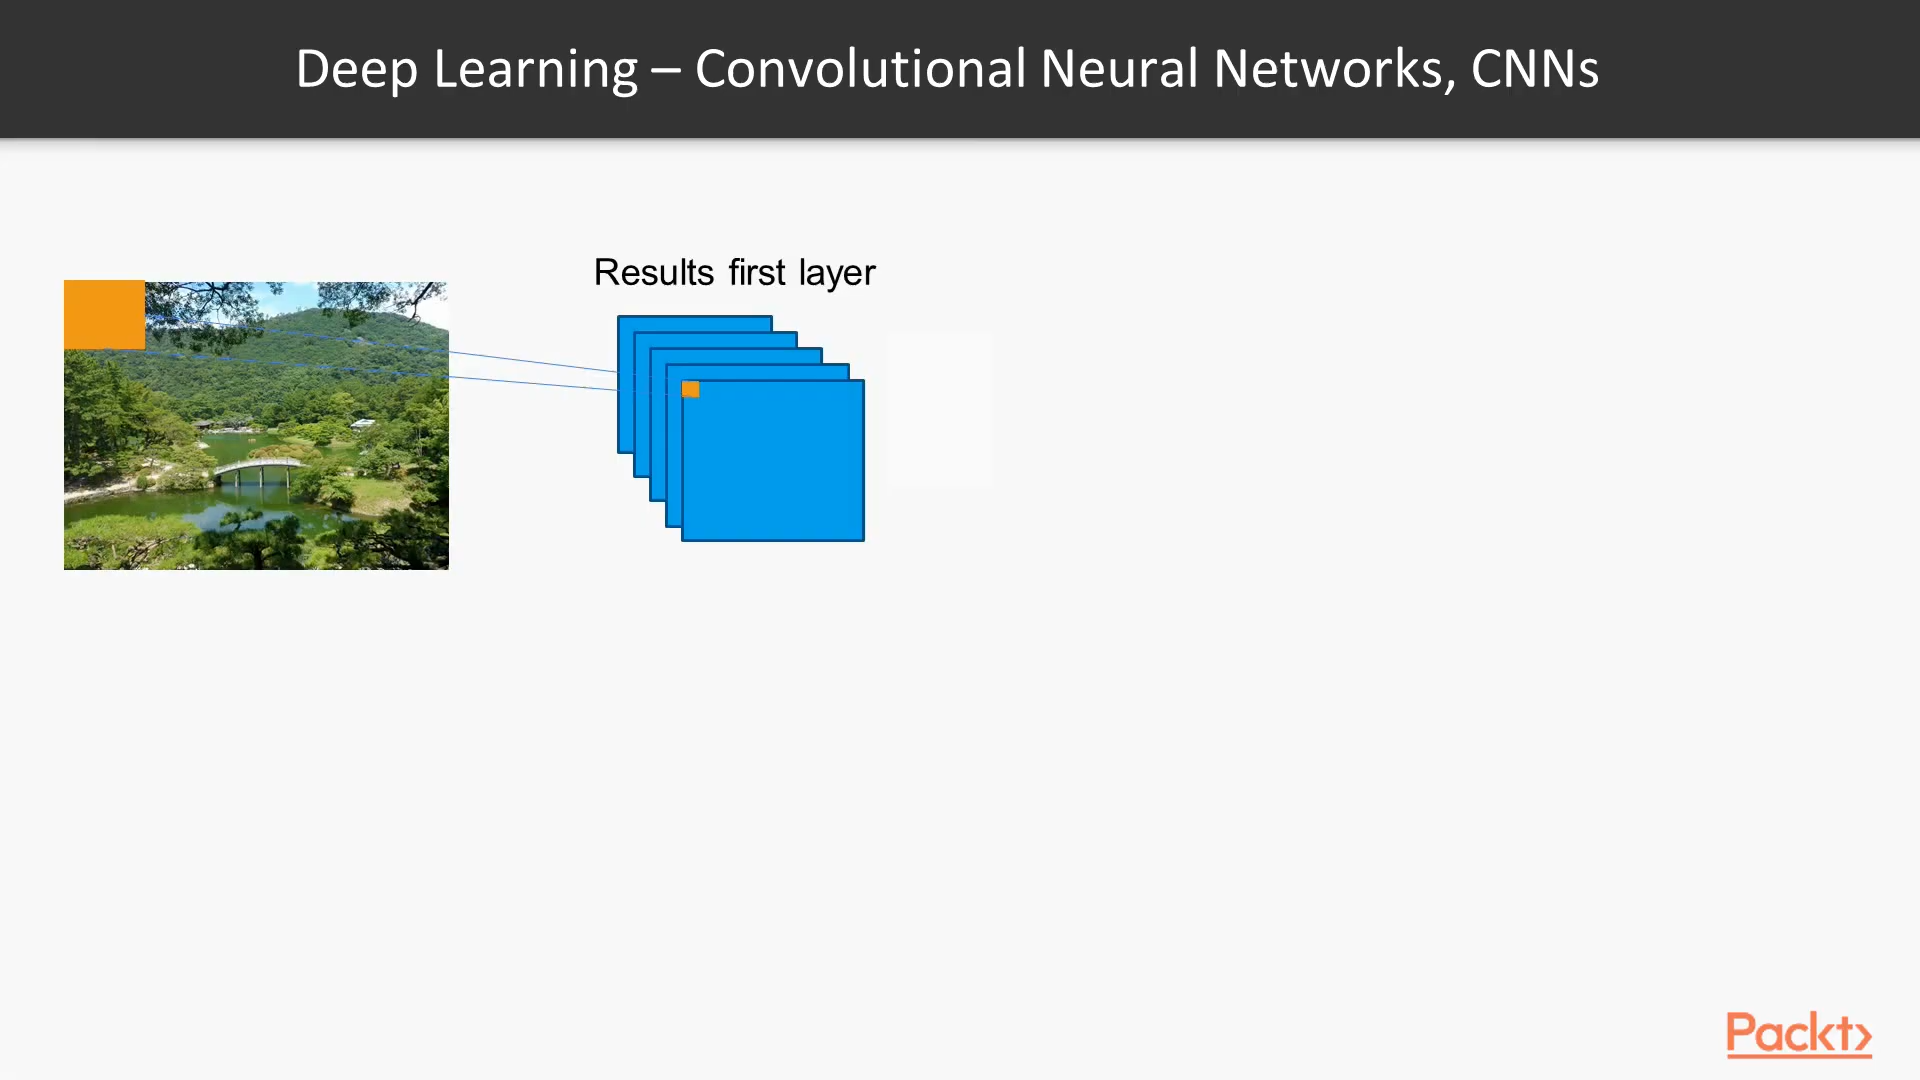 Deep Learning – Convolutional Neural Networks, CNNs
Results first layer
Packt>